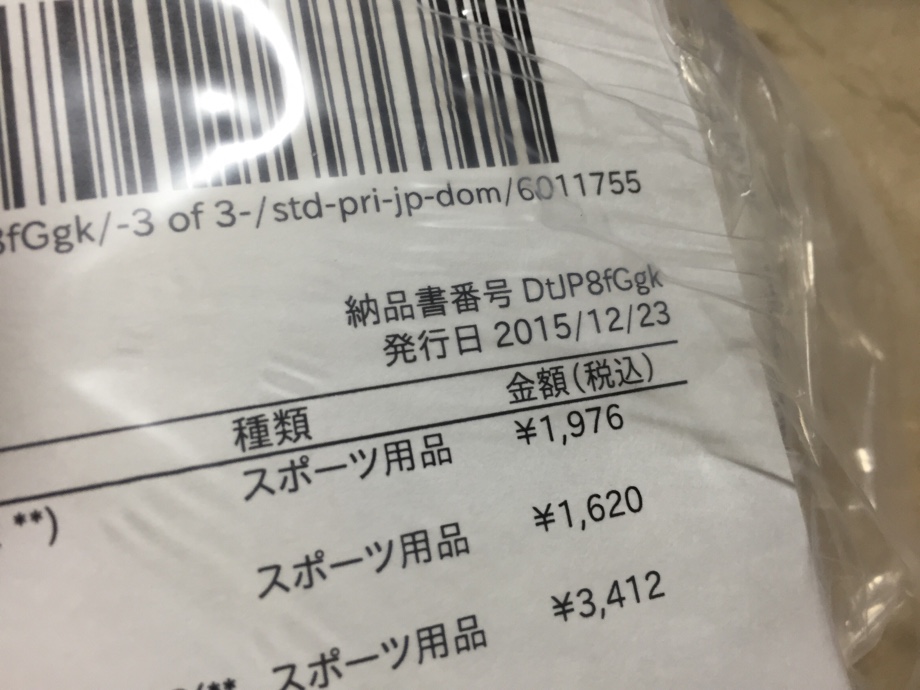 8fGgk/-3 of 3-/std-pri-jp-dom/6011755
納品書番号 DtJP8fGgk
発行日 2015/12/23
種類 金額(税込)
スポーツ用品 ¥1,976
**)
スポーツ用品 ¥1,620
スポーツ用品 ¥3,412